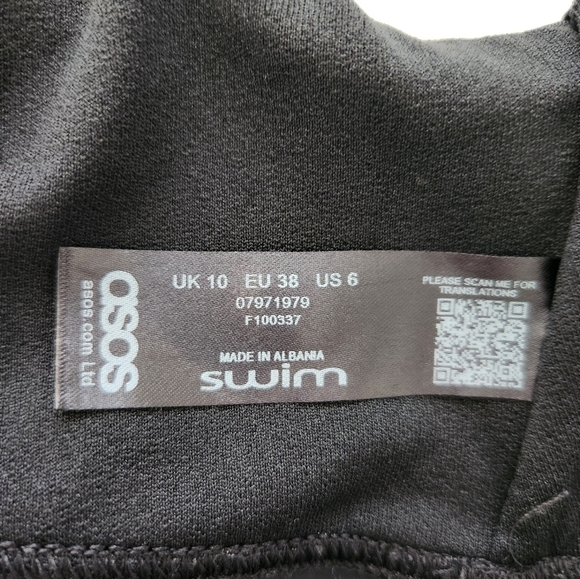 asos
asos.com Ltd
UK 10 EU 38 US 6
07971979
F100337
MADE IN ALBANIA
swim
PLEASE SCAN ME FOR
TRANSLATIONS